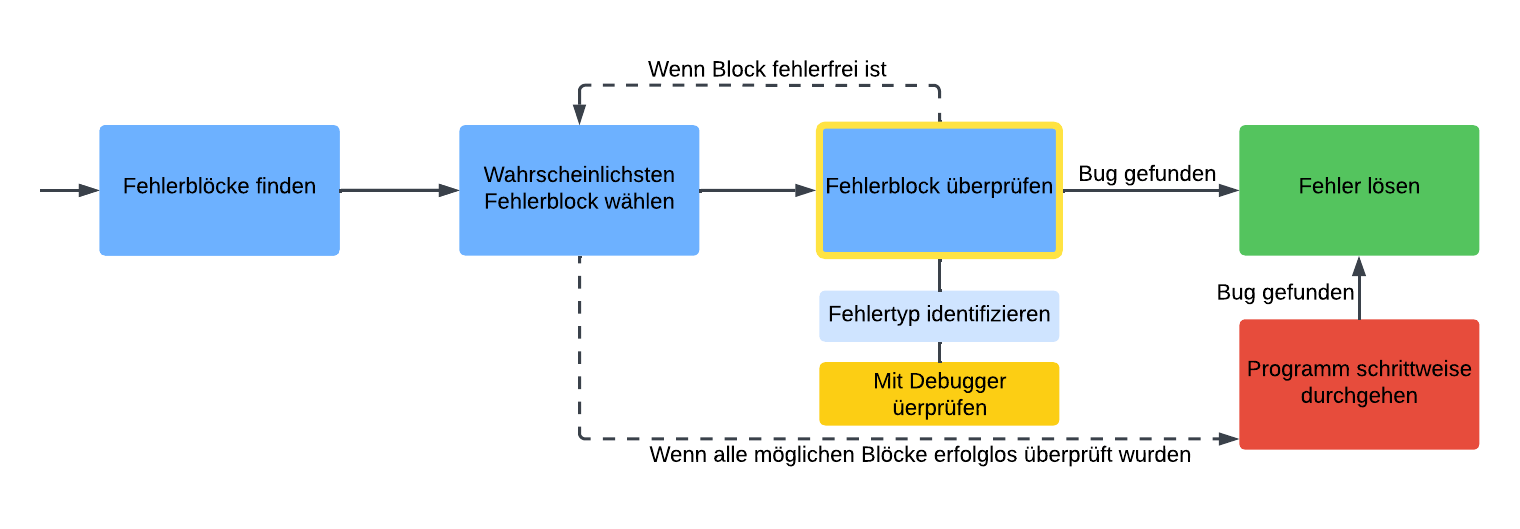 Wenn Block fehlerfrei ist
Fehlerblöcke finden
Wahrscheinlichsten
Fehlerblock wählen
Fehlerblock überprüfen
Bug gefunden
Fehler lösen
Fehlertyp identifizieren
Bug gefunden
Mit Debugger
üerprüfen
Programm schrittweise
durchgehen
Wenn alle möglichen Blöcke erfolglos überprüft wurden